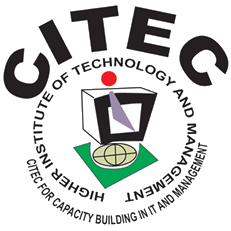 CITEC
HIGHER INSTITUTE OF TECHNOLOGY AND MANAGEMENT
CITEC FOR CAPACITY BUILDING IN IT AND MANAGEMENT